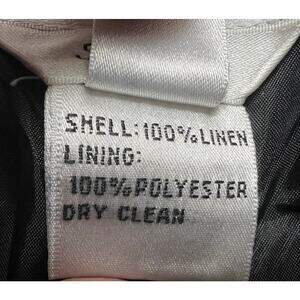 S
SHELL: 100% LINEN
LINING:
100% POLYESTER
DRY CLEAN